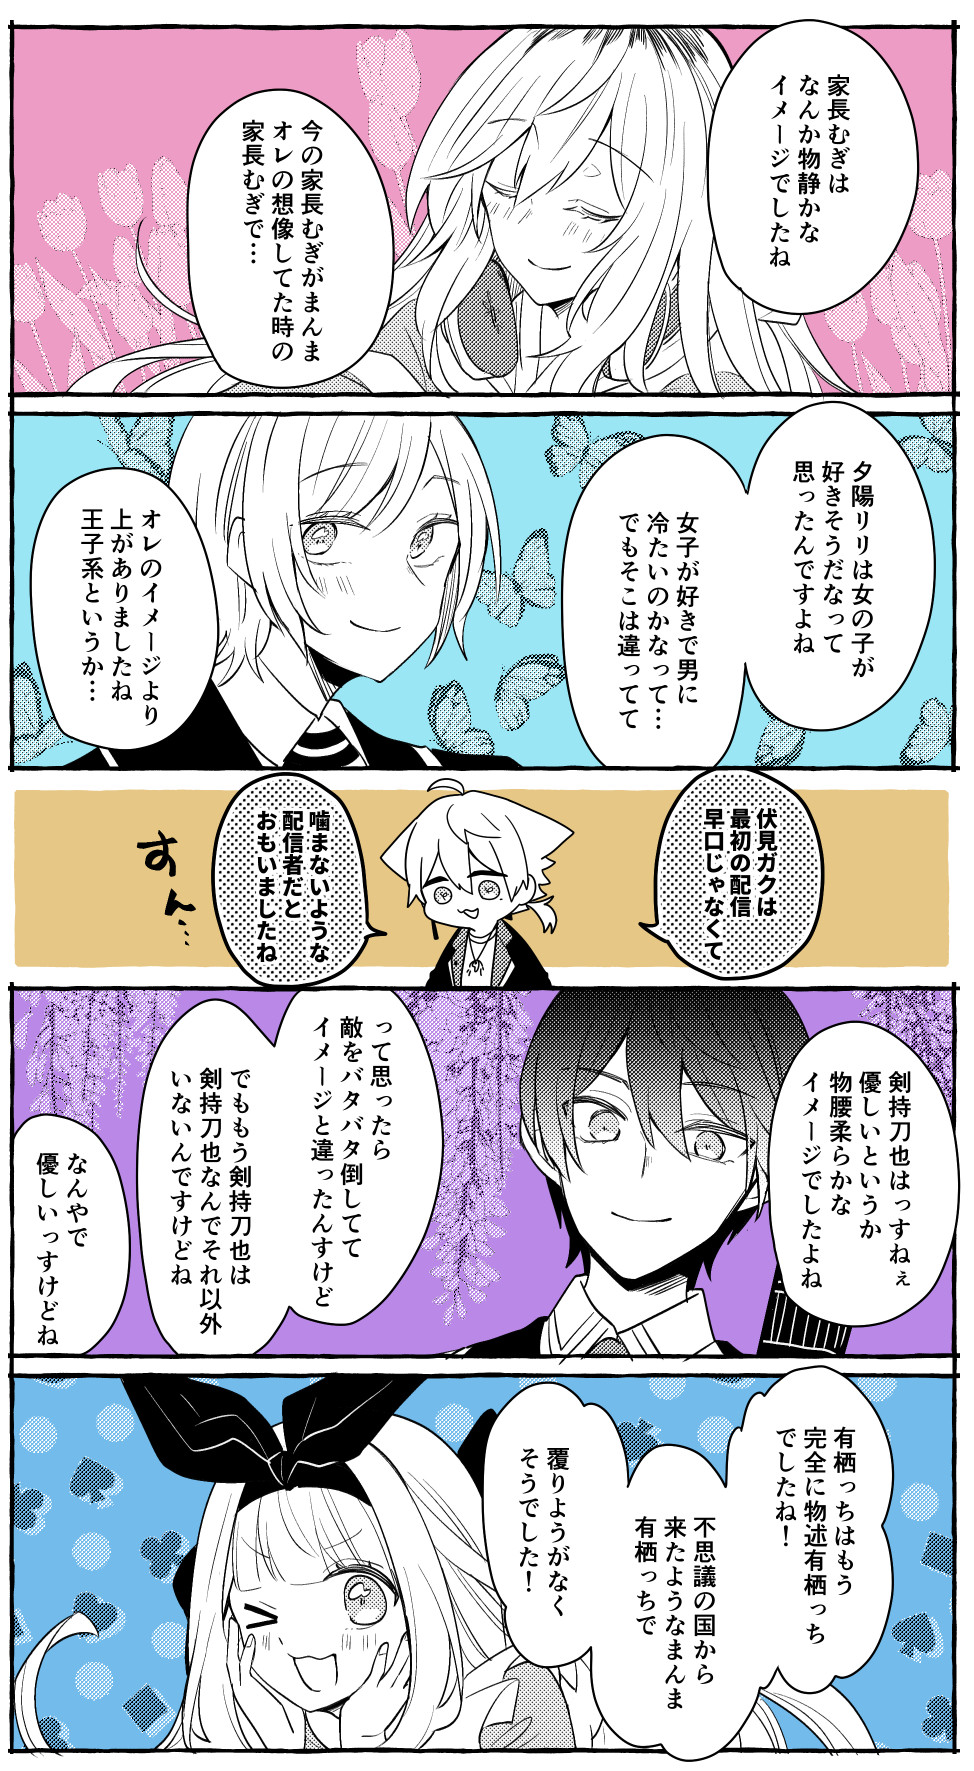 家長むぎは
なんか物静かな
イメージでしたね
今の家長むぎがまんま
オレの想像してた時の
家長むぎで…
夕陽リリは女の子が
好きそうだなって
思ったんですよね
女子が好きで男に
冷たいのかなって…
でもそこは違ってて
オレのイメージより
上がありましたね
王子系というか…
伏見ガクは
最初の配信
早口じゃなくて
噛まないような
配信者だと
おもいましたね
すん…
剣持刀也はっすねぇ
優しいというか
物腰柔らかな
イメージでしたよね
って思ったら
敵をバタバタ倒してて
イメージと違ったんすけど
でももう剣持刀也は
剣持刀也なんでそれ以外
いないんですけどね
なんやで
優しいっすけどね
有栖っちはもう
完全に物述有栖っち
でしたね！
不思議の国から
来たようなまんま
有栖っちで
覆りようがなく
そうでした！